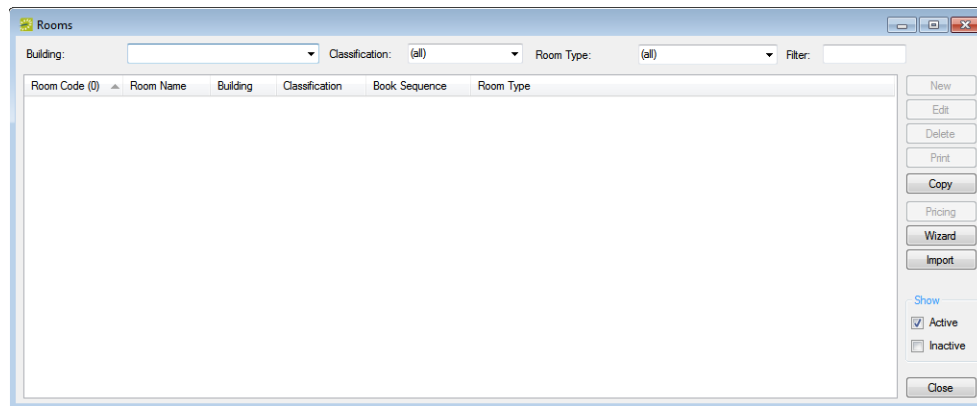 Rooms
Building: Classification: (all) Room Type: (all) Filter:
Room Code (0) Room Name Building Classification Book Sequence Room Type
New
Edit
Delete
Print
Copy
Pricing
Wizard
Import
Show
Active
Inactive
Close